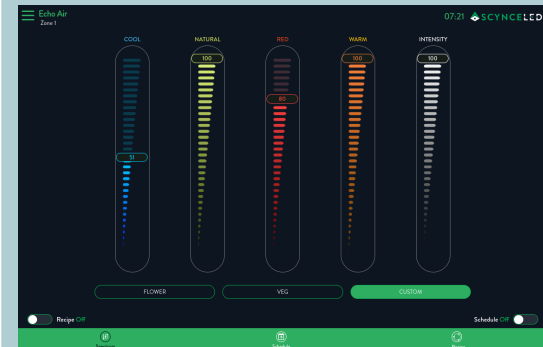 Echo Air
Zone 1
07:21 SCYNCELED
COOL NATURAL RED WARM INTENSITY
51 100 80 100 100
FLOWER VEG CUSTOM
Recipe Off Schedule OFF
Schedule